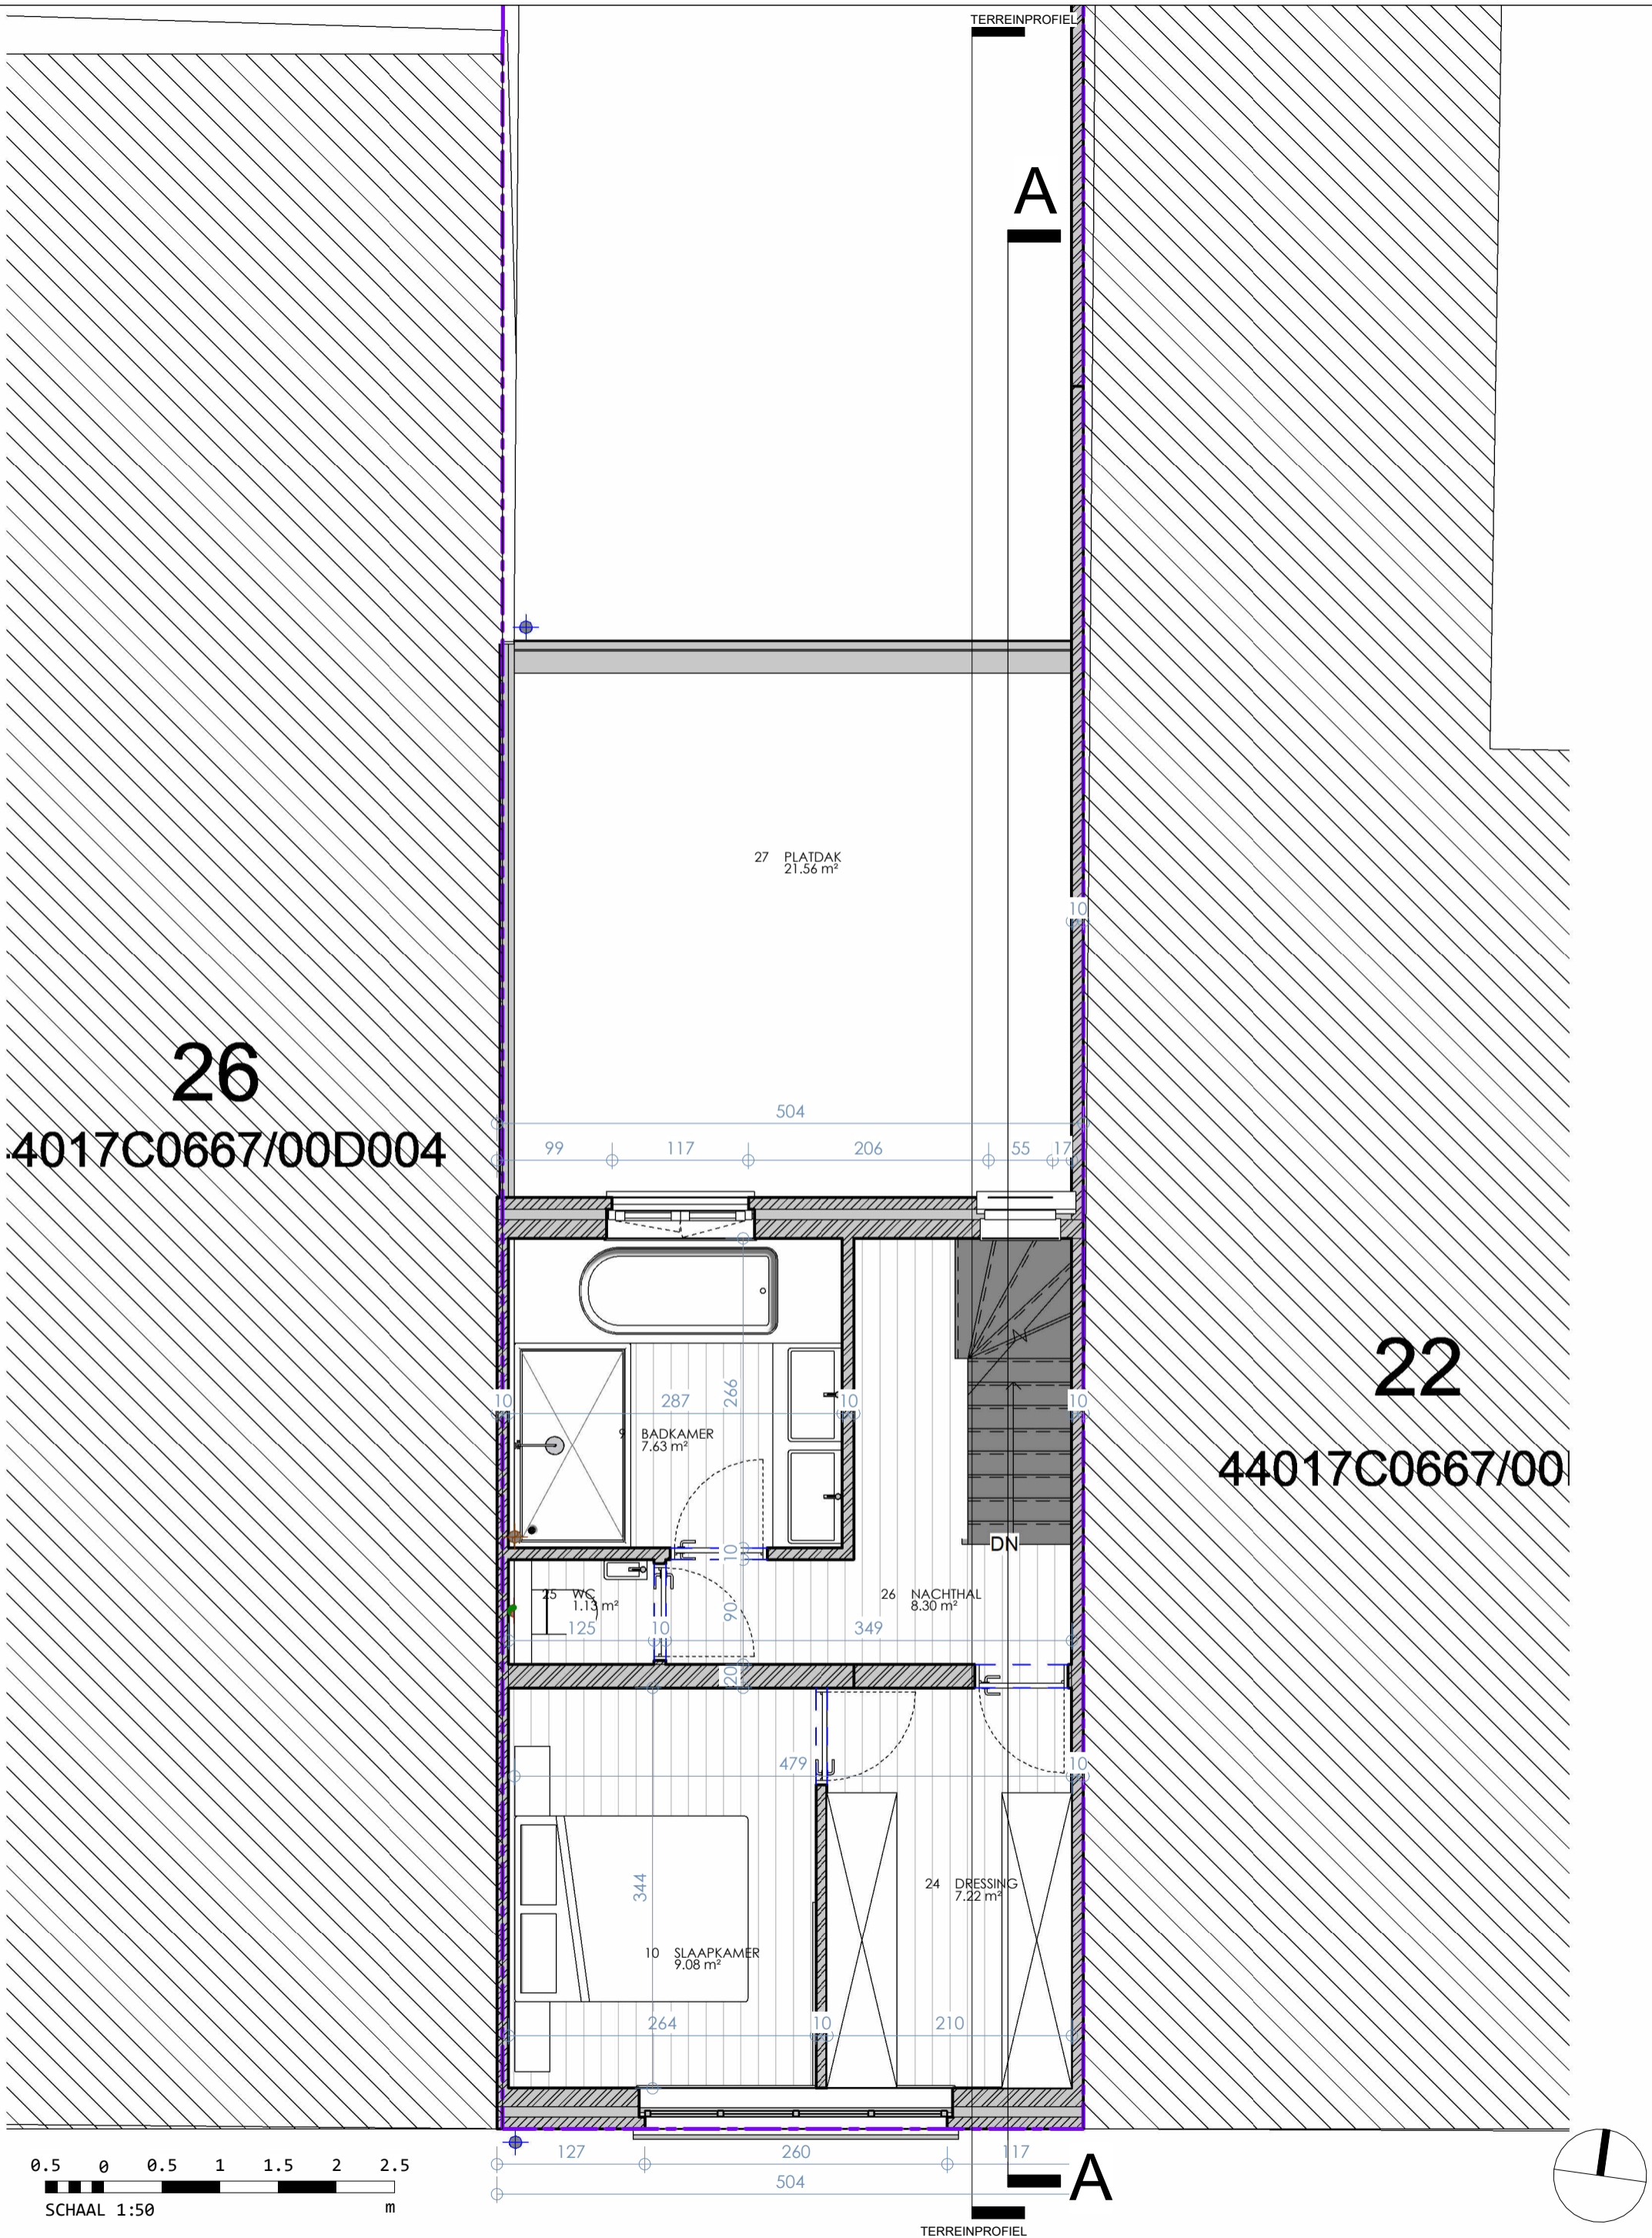 TERREINPROFIEL
A
27 PLATDAK
21.56 m²
10
26
44017C0667/00D004
504
99 117 206 55 17
22
44017C0667/00
10 287 266 10 10
9 BADKAMER
7.63 m²
DN
10
25 WC
1.13 m²
26 NACHTHAL
8.30 m²
90
125 10 349
20
479 10
344
24 DRESSING
7.22 m²
10 SLAAPKAMER
9.08 m²
264 10 210
127 260 117
504
A
0.5 0 0.5 1 1.5 2 2.5
SCHAAL 1:50 m
TERREINPROFIEL